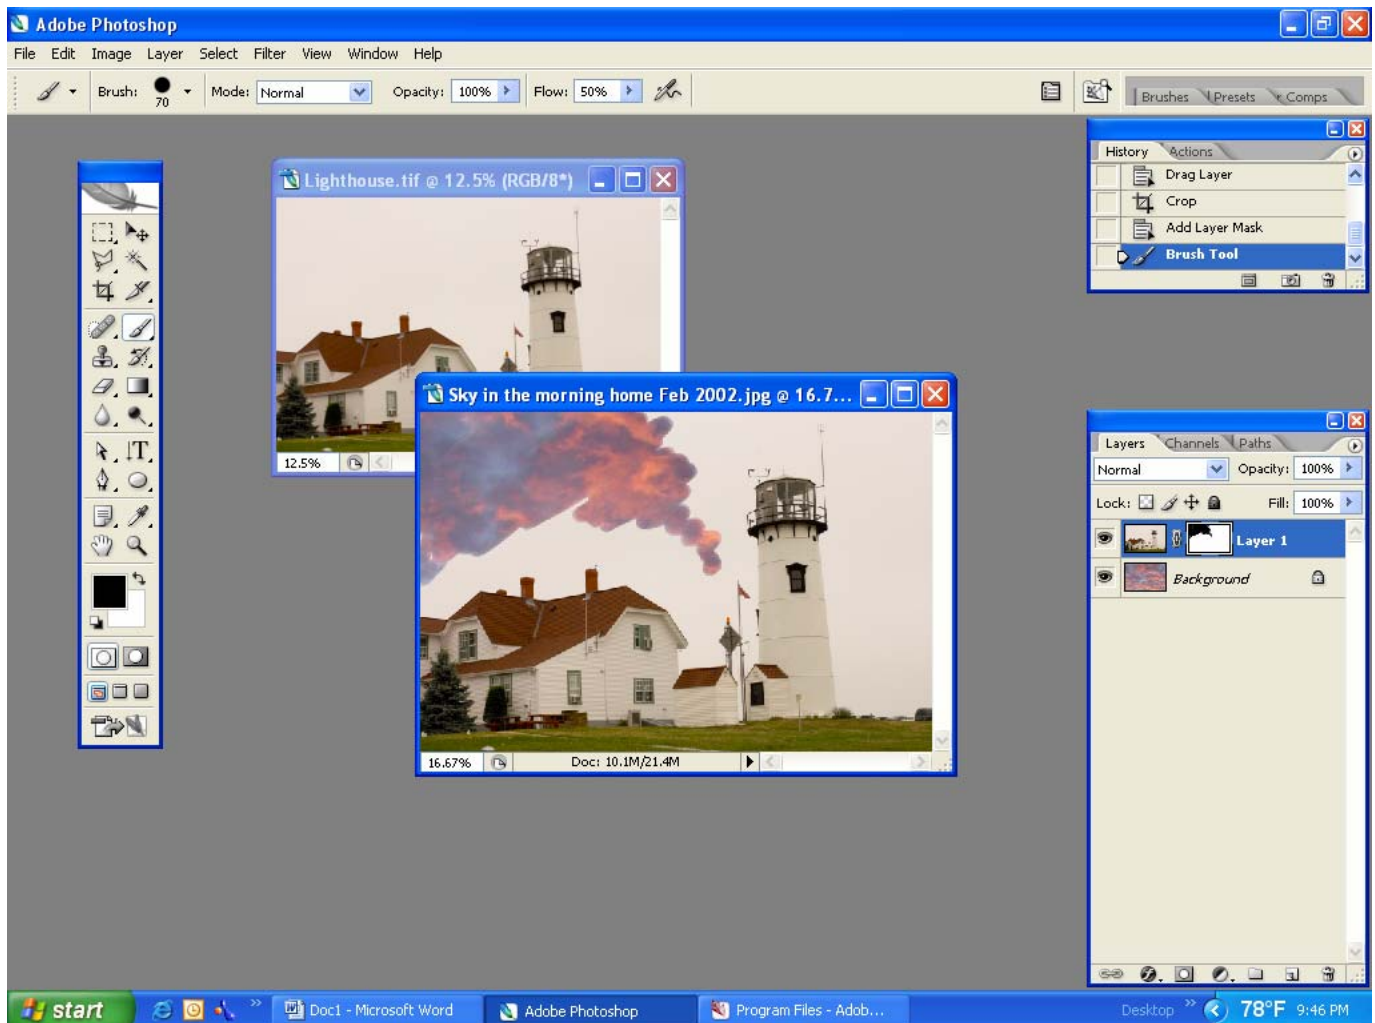 Adobe Photoshop
File Edit Image Layer Select Filter View Window Help
Brush: 70 Mode: Normal Opacity: 100% Flow: 50%
Brushes Presets r Comps
History Actions
Drag Layer
Crop
Add Layer Mask
Brush Tool
Lighthouse.tif @ 12.5% (RGB/8*)
12.5%
Sky in the morning home Feb 2002.jpg @ 16.7...
16.67% Doc: 10.1M/21.4M
Layers Channels Paths
Normal Opacity: 100%
Lock: Fill: 100%
Layer 1
Background
start Doc1 - Microsoft Word Adobe Photoshop Program Files - Adob... Desktop 78°F 9:46 PM